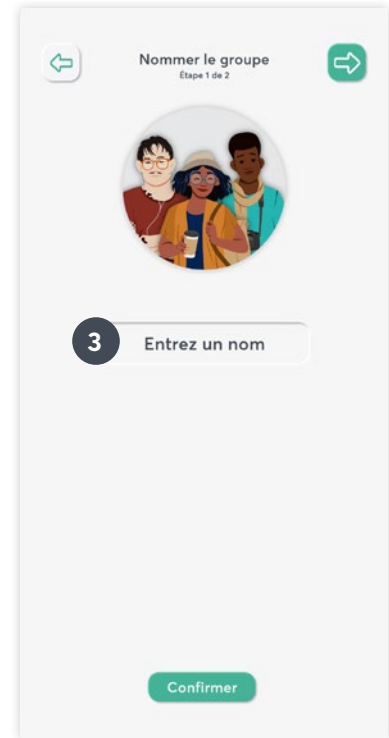 Nommer le groupe
Étape 1 de 2
3
Entrez un nom
Confirmer